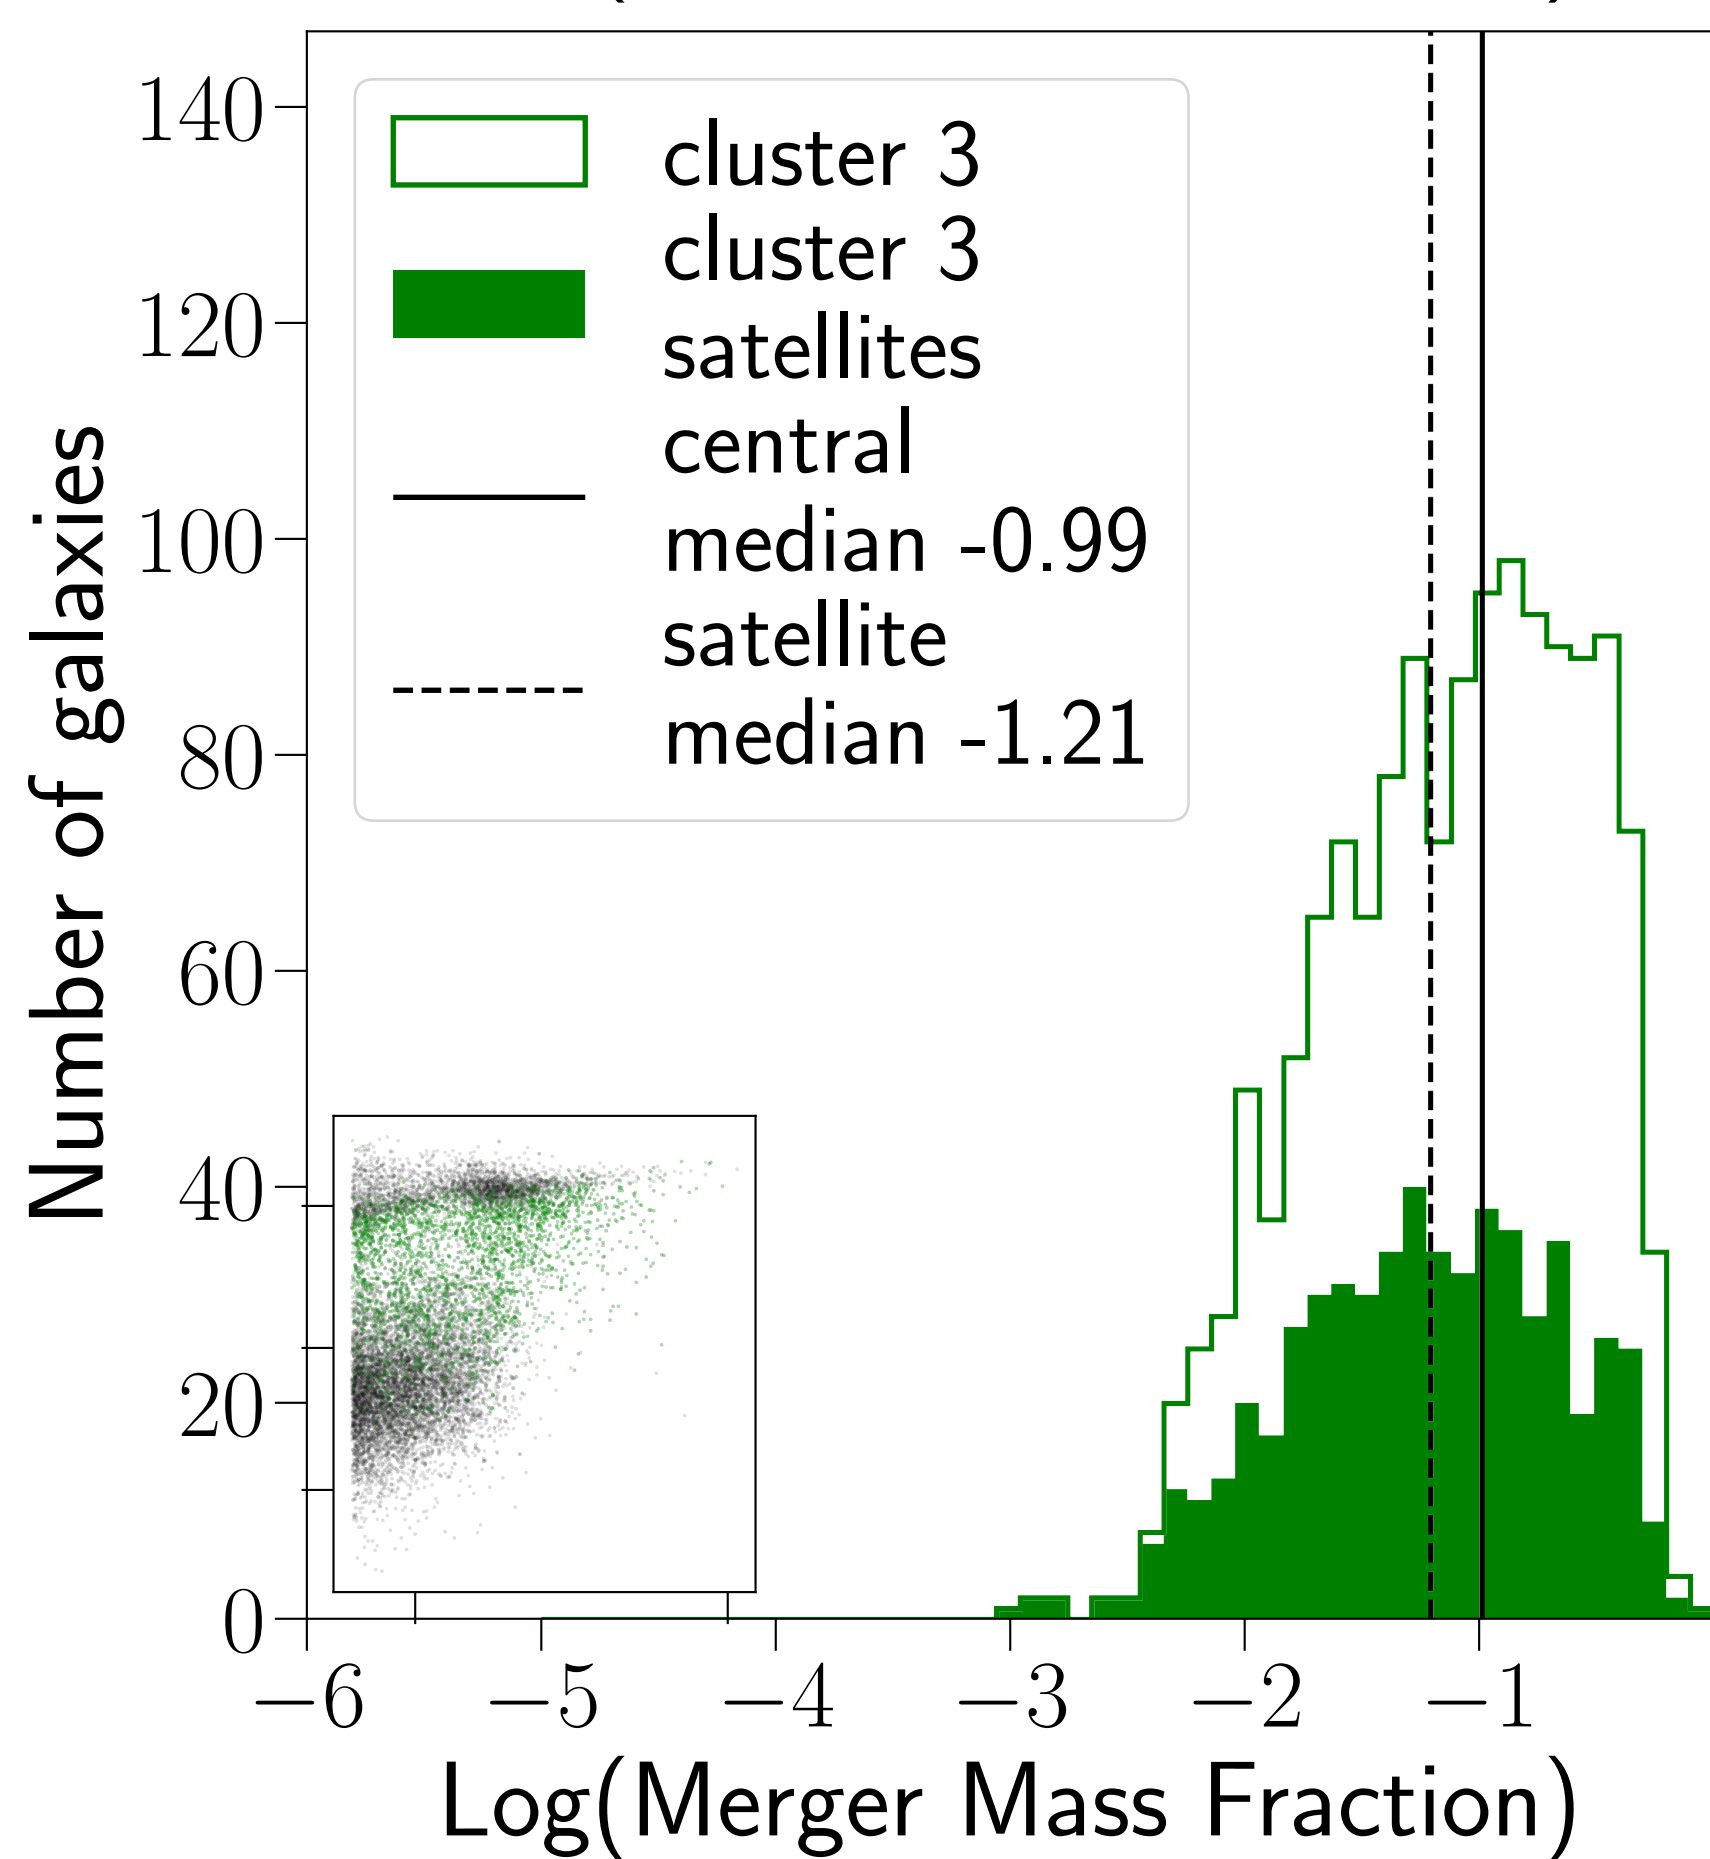 140
120
100
80
60
40
20
0
Number of galaxies
cluster 3
cluster 3
satellites
central
median -0.99
satellite
median -1.21
−6 −5 −4 −3 −2 −1
Log(Merger Mass Fraction)